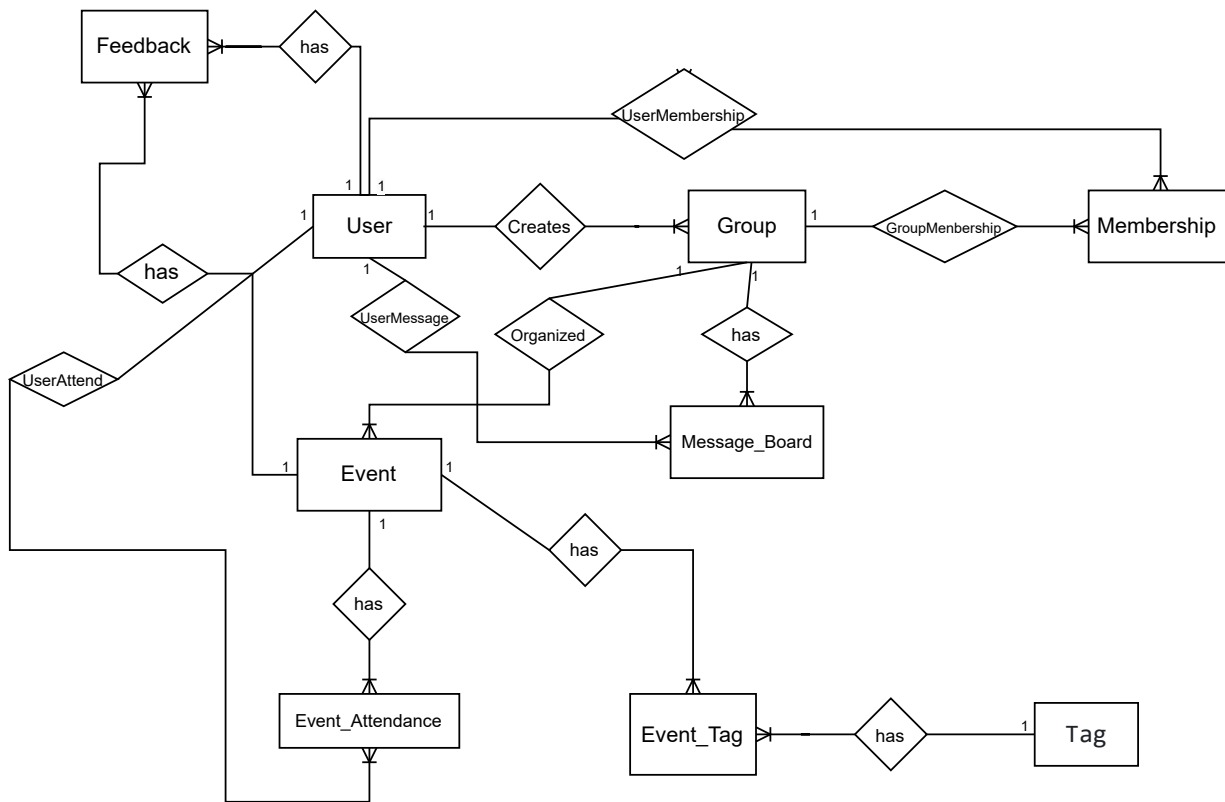 Feedback
has
UserMembership
1
1
1
User
1
Creates
Group
1
GroupMenbership
Membership
1
1
1
has
UserMessage
Organized
has
UserAttend
Message_Board
1
Event
1
1
has
has
Event_Attendance
Event_Tag
has
1
Tag